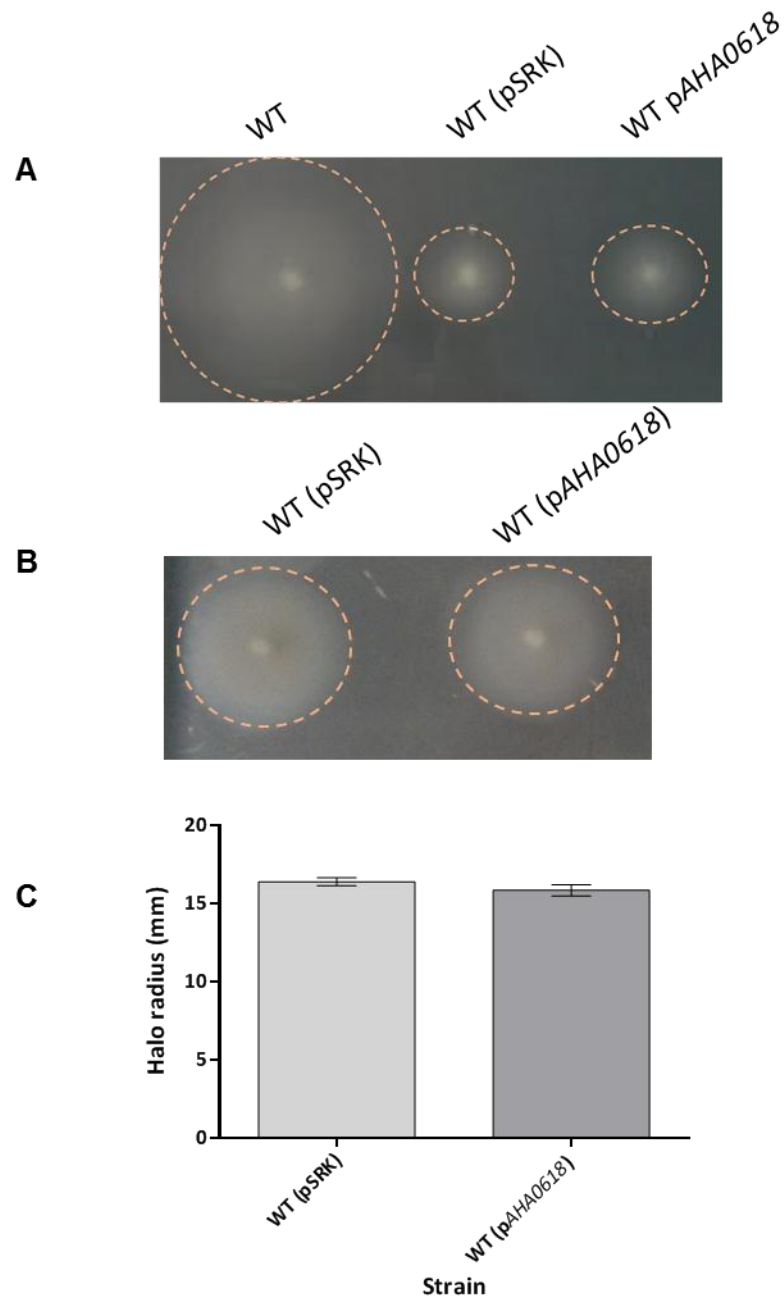 WT
WT (pSRK)
WT pAHA0618
A
WT (pSRK)
WT (pAHA0618)
B
C
Halo radius (mm)
20
15
10
5
0
WT (pSRK)
WT (pAHA0618)
Strain